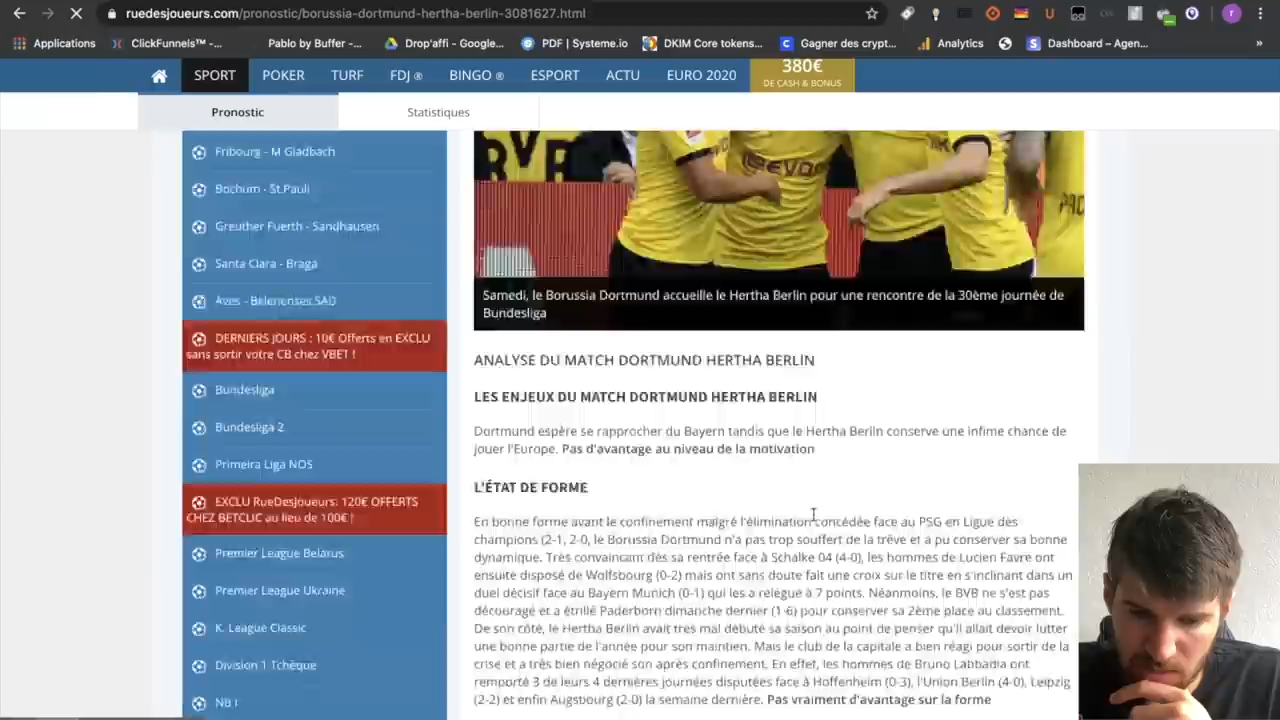 ruedesjoueurs.com/pronostic/borussia-dortmund-hertha-berlin-3081627.html
Applications
ClickFunnels™ -...
Pablo by Buffer -...
Drop'affi - Google...
PDF | Systeme.io
DKIM Core tokens...
Gagner des crypt...
Analytics
Dashboard – Agen...
»
SPORT
POKER
TURF
FDJ ®
BINGO ®
ESPORT
ACTU
EURO 2020
380€
DE CASH & BONUS
Pronostic
Statistiques
Fribourg - M Gladbach
Bochum - St.Pauli
Greuther Fuerth - Sandhausen
Santa Clara - Braga
Aves - Belenenses SAD
DERNIERS JOURS : 10€ Offerts en EXCLU
sans sortir votre CB chez VBET !
Bundesliga
Bundesliga 2
Primeira Liga NOS
EXCLU RueDesJoueurs: 120€ OFFERTS
CHEZ BETCLIC au lieu de 100€ !
Premier League Belarus
Premier League Ukraine
K. League Classic
Division 1 Tchèque
NB I
Samedi, le Borussia Dortmund accueille le Hertha Berlin pour une rencontre de la 30ème journée de
Bundesliga
ANALYSE DU MATCH DORTMUND HERTHA BERLIN
LES ENJEUX DU MATCH DORTMUND HERTHA BERLIN
Dortmund espère se rapprocher du Bayern tandis que le Hertha Berlin conserve une infime chance de
jouer l'Europe. Pas d'avantage au niveau de la motivation
L'ÉTAT DE FORME
En bonne forme avant le confinement malgré l'élimination concédée face au PSG en Ligue des
champions (2-1, 2-0, le Borussia Dortmund n'a pas trop souffert de la trêve et a pu conserver sa bonne
dynamique. Très convaincant dès sa rentrée face à Schalke 04 (4-0), les hommes de Lucien Favre ont
ensuite disposé de Wolfsbourg (0-2) mais ont sans doute fait une croix sur le titre en s'inclinant dans un
duel décisif face au Bayern Munich (0-1) qui les a relégué à 7 points. Néanmoins, le BVB ne s'est pas
découragé et a étrillé Paderborn dimanche dernier (1-6) pour conserver sa 2ème place au classement.
De son côté, le Hertha Berlin avait très mal débuté sa saison au point de penser qu'il allait devoir lutter
une bonne partie de l'année pour son maintien. Mais le club de la capitale a bien réagi pour sortir de la
crise et a très bien négocié son après confinement. En effet, les hommes de Bruno Labbadia ont
remporté 3 de leurs 4 dernières journées disputées face à Hoffenheim (0-3), l'Union Berlin (4-0), Leipzig
(2-2) et enfin Augsbourg (2-0) la semaine dernière. Pas vraiment d'avantage sur la forme